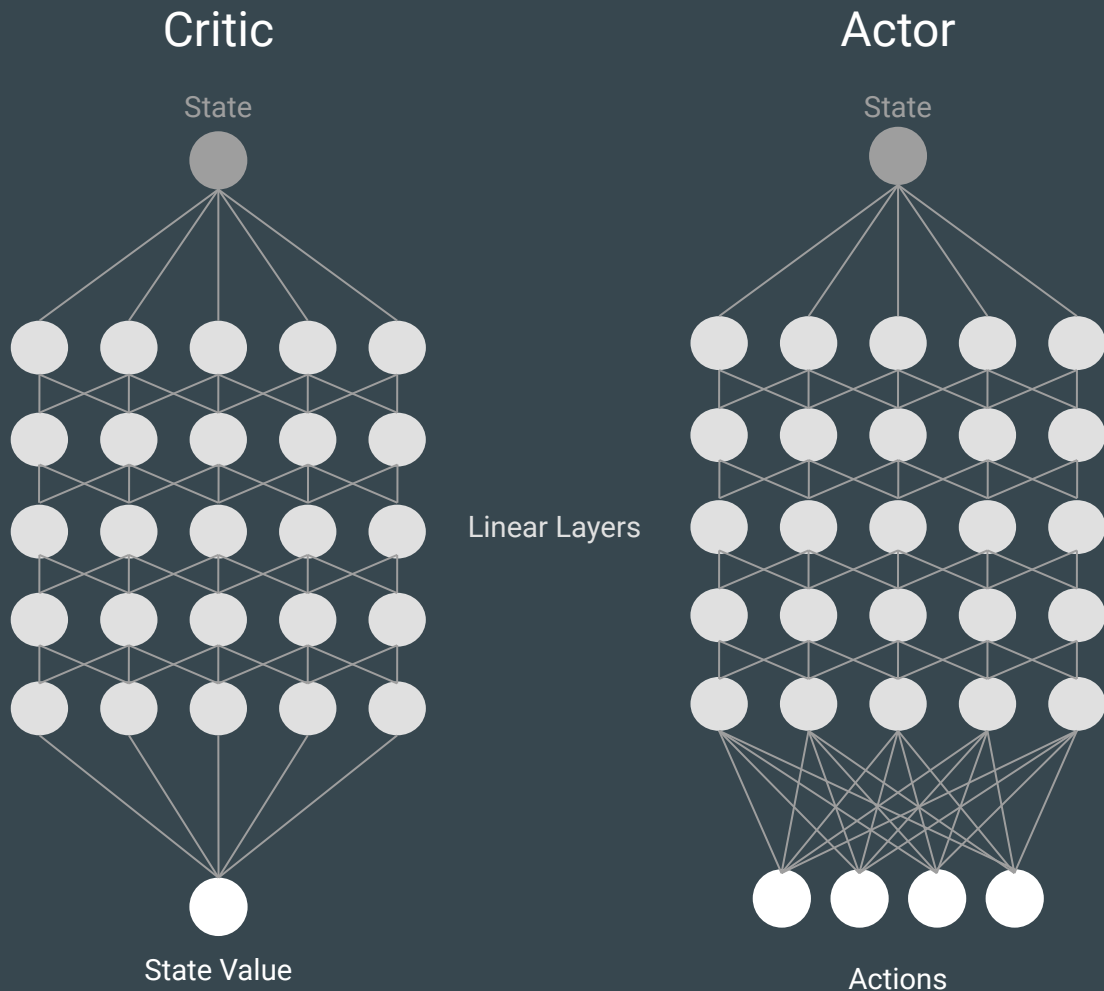 Critic
State
Linear Layers
State Value
Actor
State
Actions